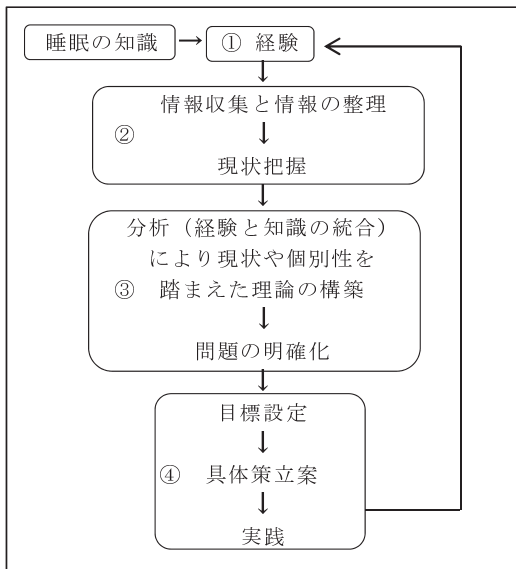 睡眠の知識
① 経験
情報収集と情報の整理
②
現状把握
分析（経験と知識の統合）
により現状や個別性を
③ 踏まえた理論の構築
問題の明確化
目標設定
④ 具体策立案
実践